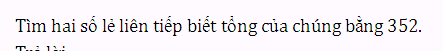 Tìm hai số lẻ liên tiếp biết tổng của chúng bằng 352.